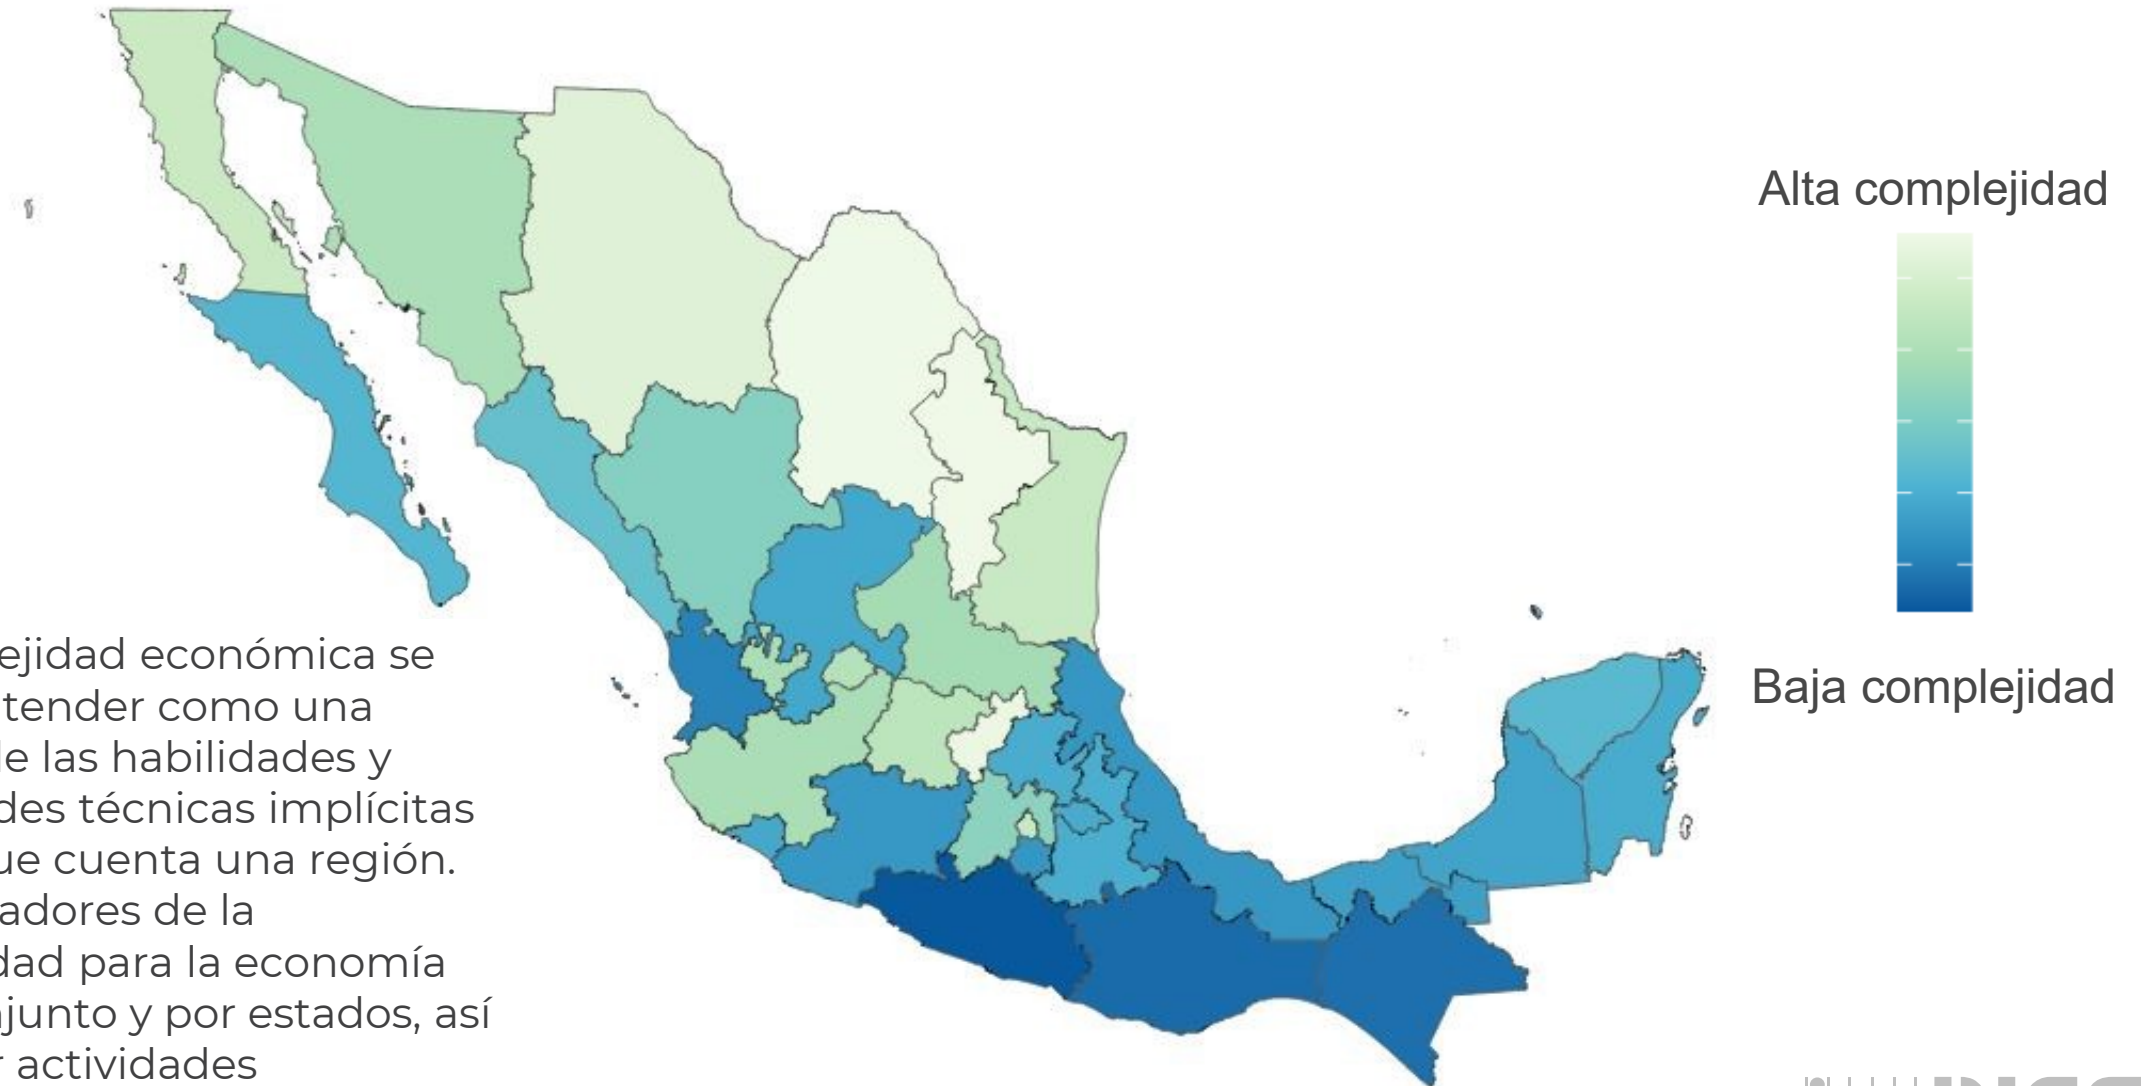 Alta complejidad
Baja complejidad
ejidad económica se
tender como una
le las habilidades y
des técnicas implícitas
ue cuenta una región.
adores de la
dad para la economía
njunto y por estados, así
r actividades